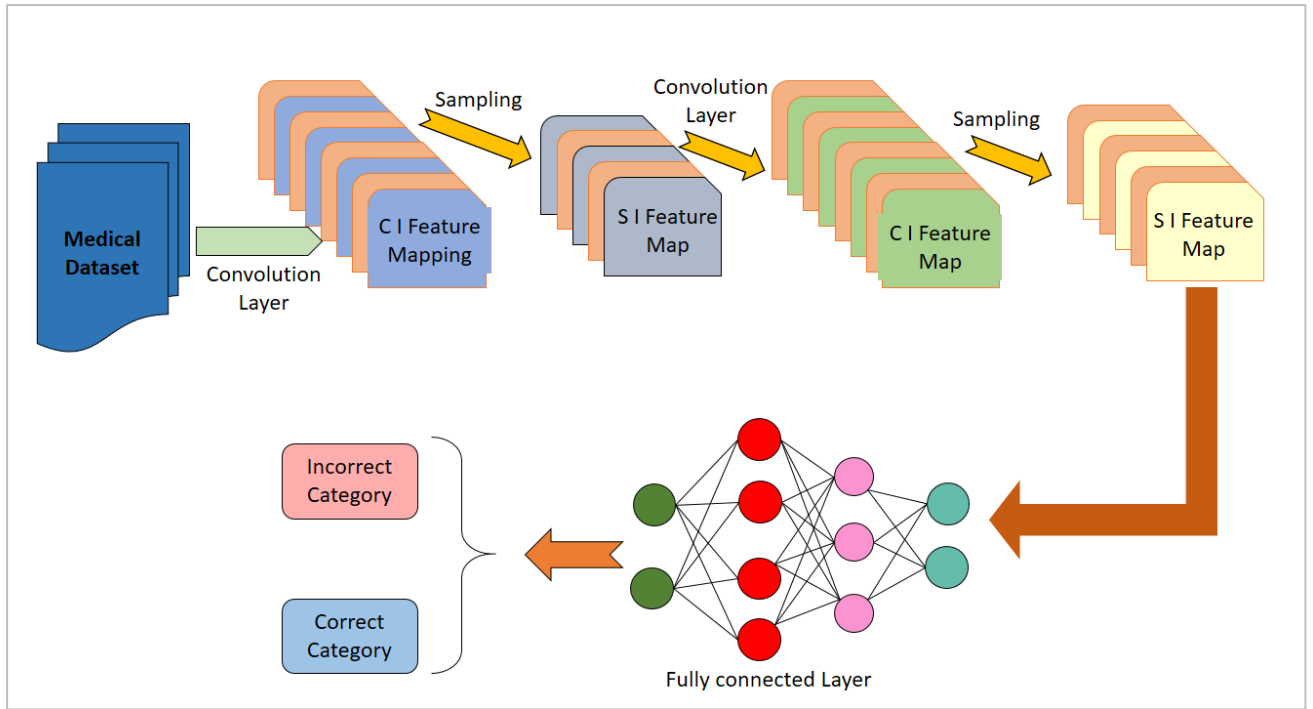 Medical
Dataset
Convolution
Layer
C I Feature
Mapping
Sampling
S I Feature
Map
Convolution
Layer
C I Feature
Map
Sampling
S I Feature
Map
Incorrect
Category
Correct
Category
Fully connected Layer